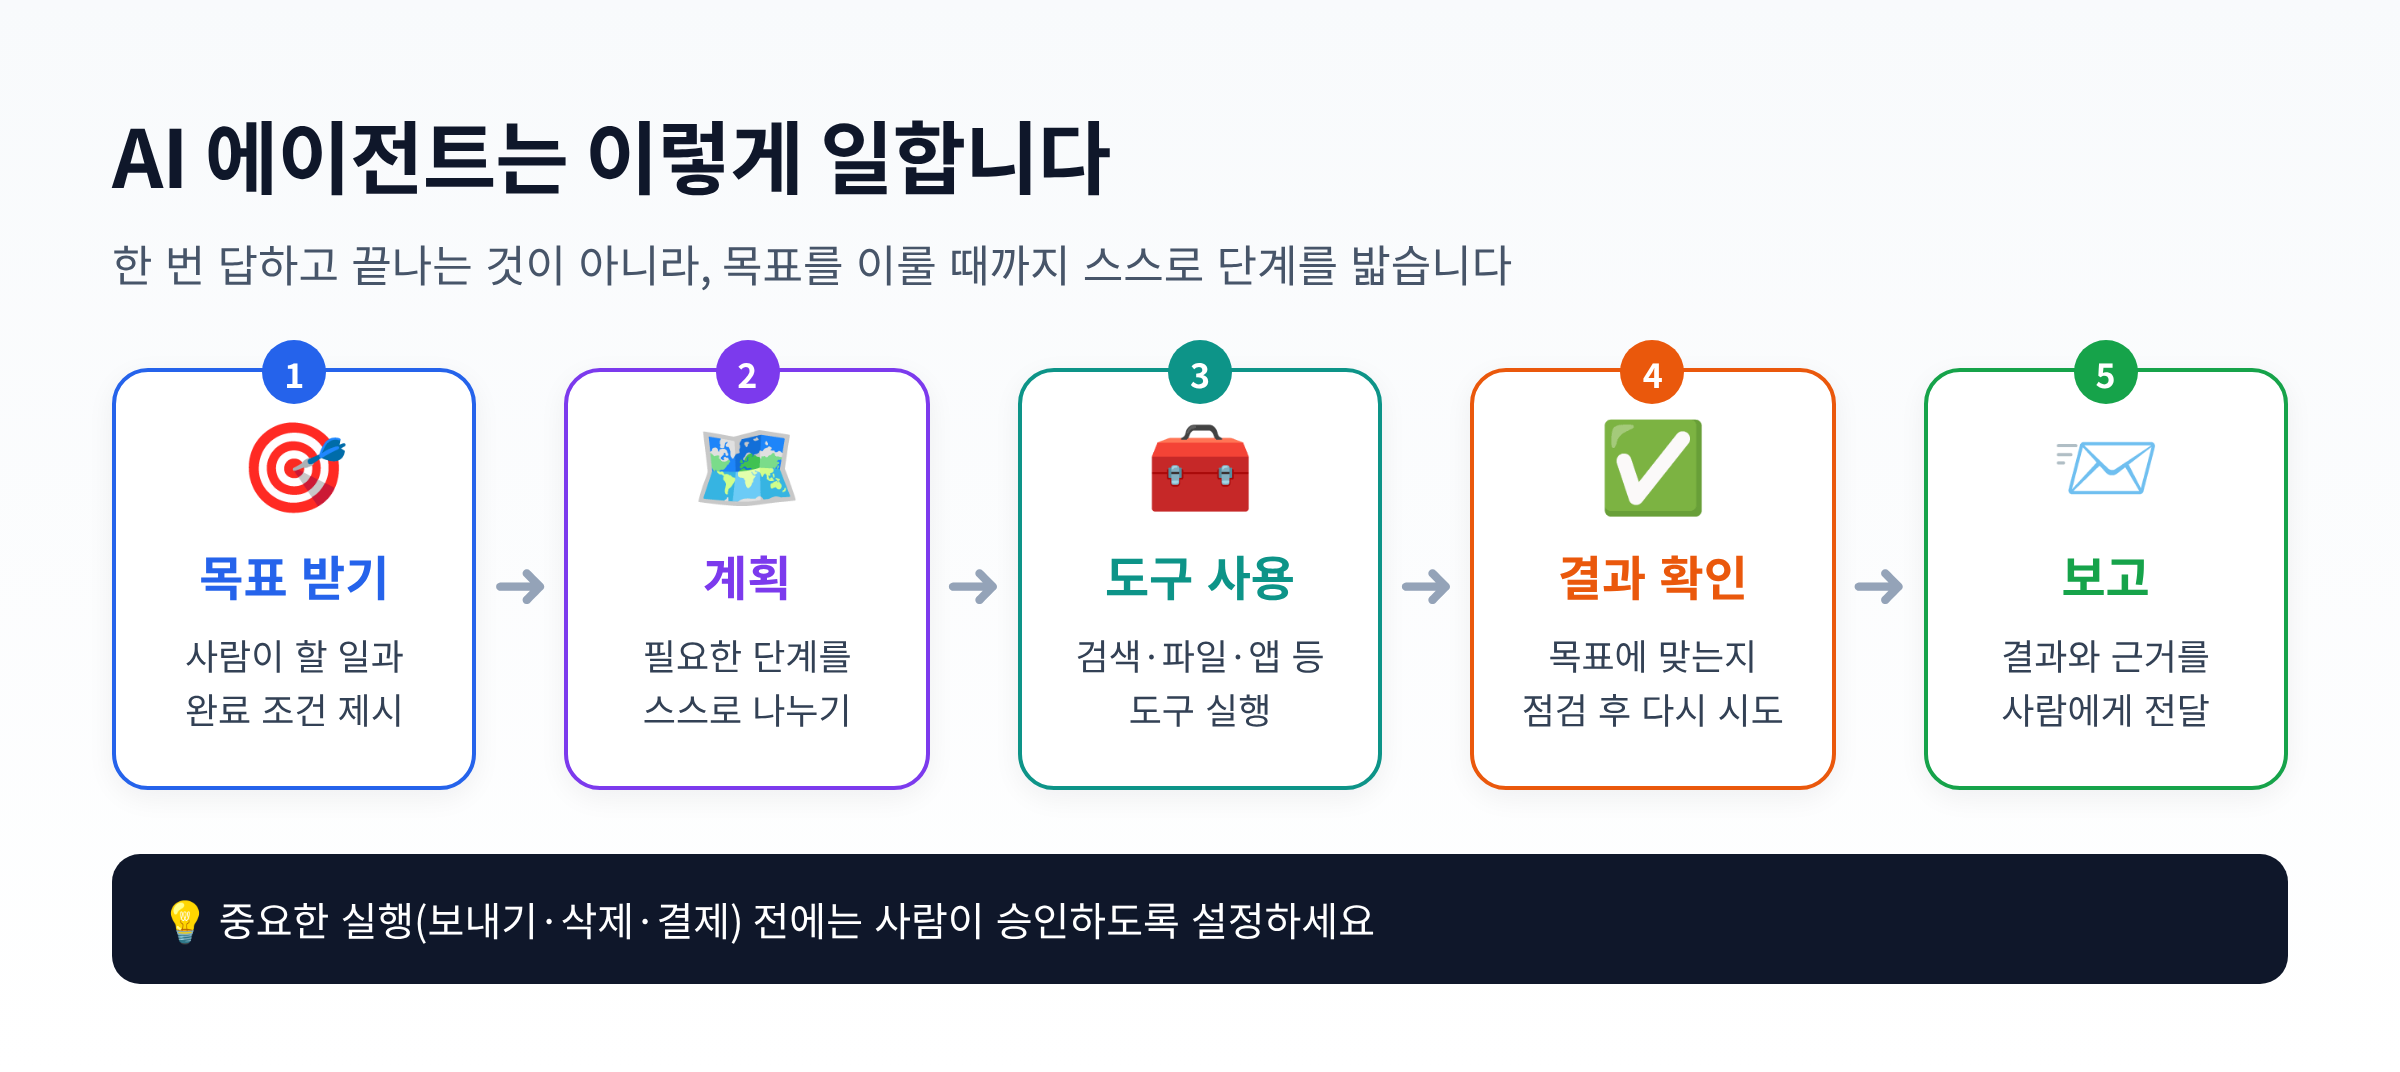 AI 에이전트는 이렇게 일합니다
한 번 답하고 끝나는 것이 아니라, 목표를 이룰 때까지 스스로 단계를 밟습니다
1
목표 받기
사람이 할 일과
완료 조건 제시
2
계획
필요한 단계를
스스로 나누기
3
도구 사용
검색·파일·앱 등
도구 실행
4
결과 확인
목표에 맞는지
점검 후 다시 시도
5
보고
결과와 근거를
사람에게 전달
💡 중요한 실행(보내기·삭제·결제) 전에는 사람이 승인하도록 설정하세요